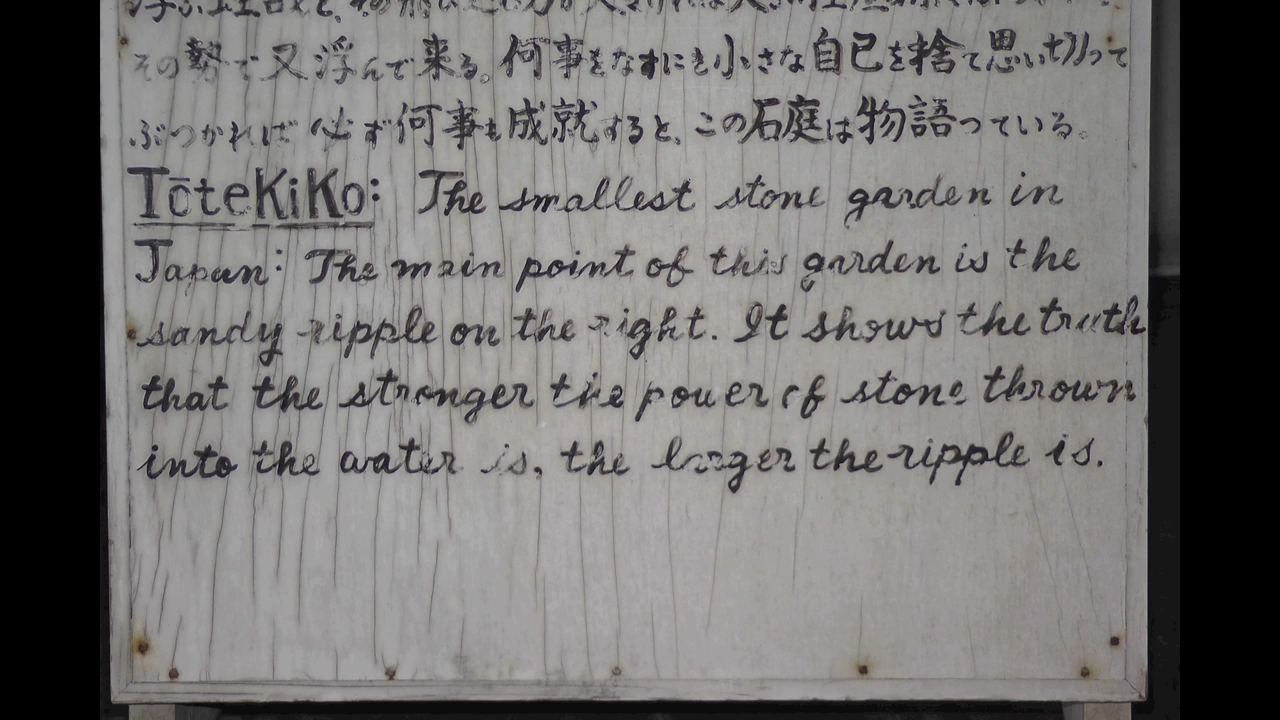 その勢で又浮んで来る。何事をなすにも小さな自己を捨て思い切って
ぶつかれば必ず何事も成就すると、この石庭は物語っている。
TōteKiKo: The smallest stone garden in
Japan: The main point of this garden is the
sandy ripple on the right. It shows the truth
that the stronger the power of stone thrown
into the water is, the larger the ripple is.